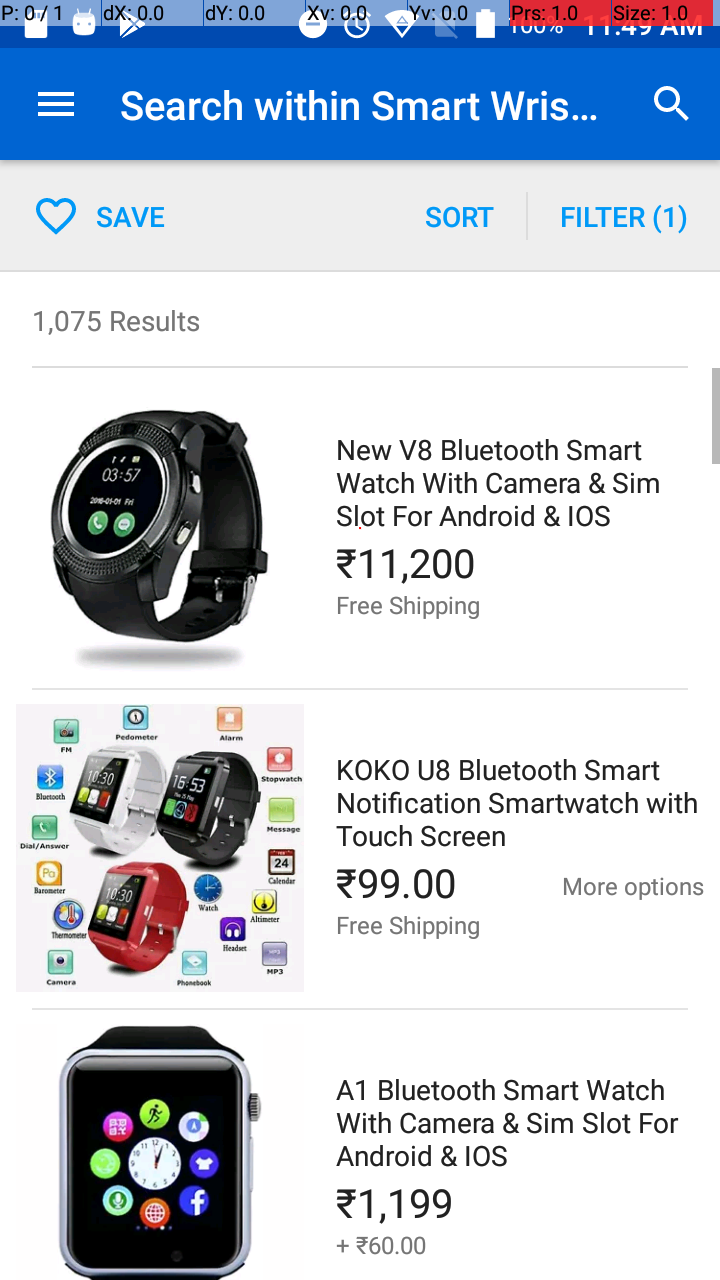 P: 0 / 1 dX: 0.0 dY: 0.0 Xv: 0.0 Yv: 0.0 Prs: 1.0 Size: 1.0
100% 11:49 AM
Search within Smart Wris...
SAVE SORT FILTER (1)
1,075 Results
03:57
2016-01-01 Fri
New V8 Bluetooth Smart
Watch With Camera & Sim
Slot For Android & IOS
₹11,200
Free Shipping
FM
Pedometer
Alarm
Stopwatch
Bluetooth
10:30
16:53
Message
Dial/Answer
24
Calendar
Pa
Barometer
10:30
Watch
Altimeter
Thermometer
Headset
MP3
Camera
Phonebook
KOKO U8 Bluetooth Smart
Notification Smartwatch with
Touch Screen
₹99.00 More options
Free Shipping
A1 Bluetooth Smart Watch
With Camera & Sim Slot For
Android & IOS
₹1,199
+ ₹60.00